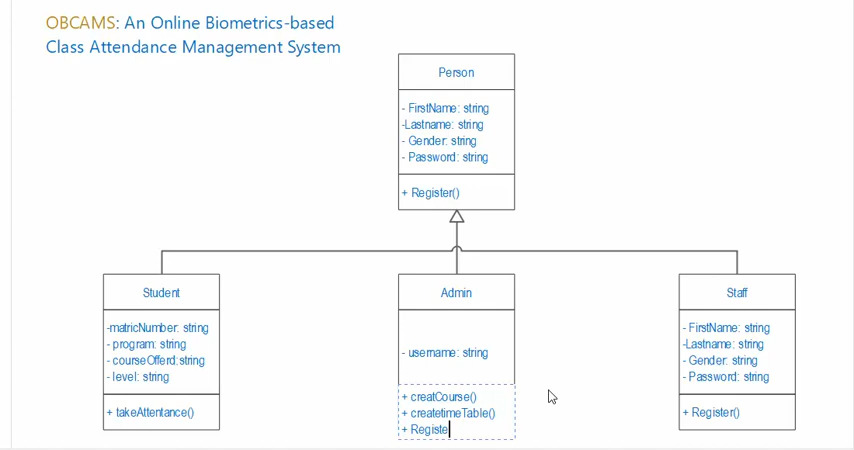 OBCAMS: An Online Biometrics-based
Class Attendance Management System
Person
- FirstName: string
-Lastname: string
- Gender: string
- Password: string
+ Register()
Student
-matricNumber: string
- program: string
- courseOfferd:string
- level: string
+ takeAttentance()
Admin
- username: string
+ creatCourse()
+ createtimeTable()
+ Registe
Staff
- FirstName: string
-Lastname: string
- Gender: string
- Password: string
+ Register()